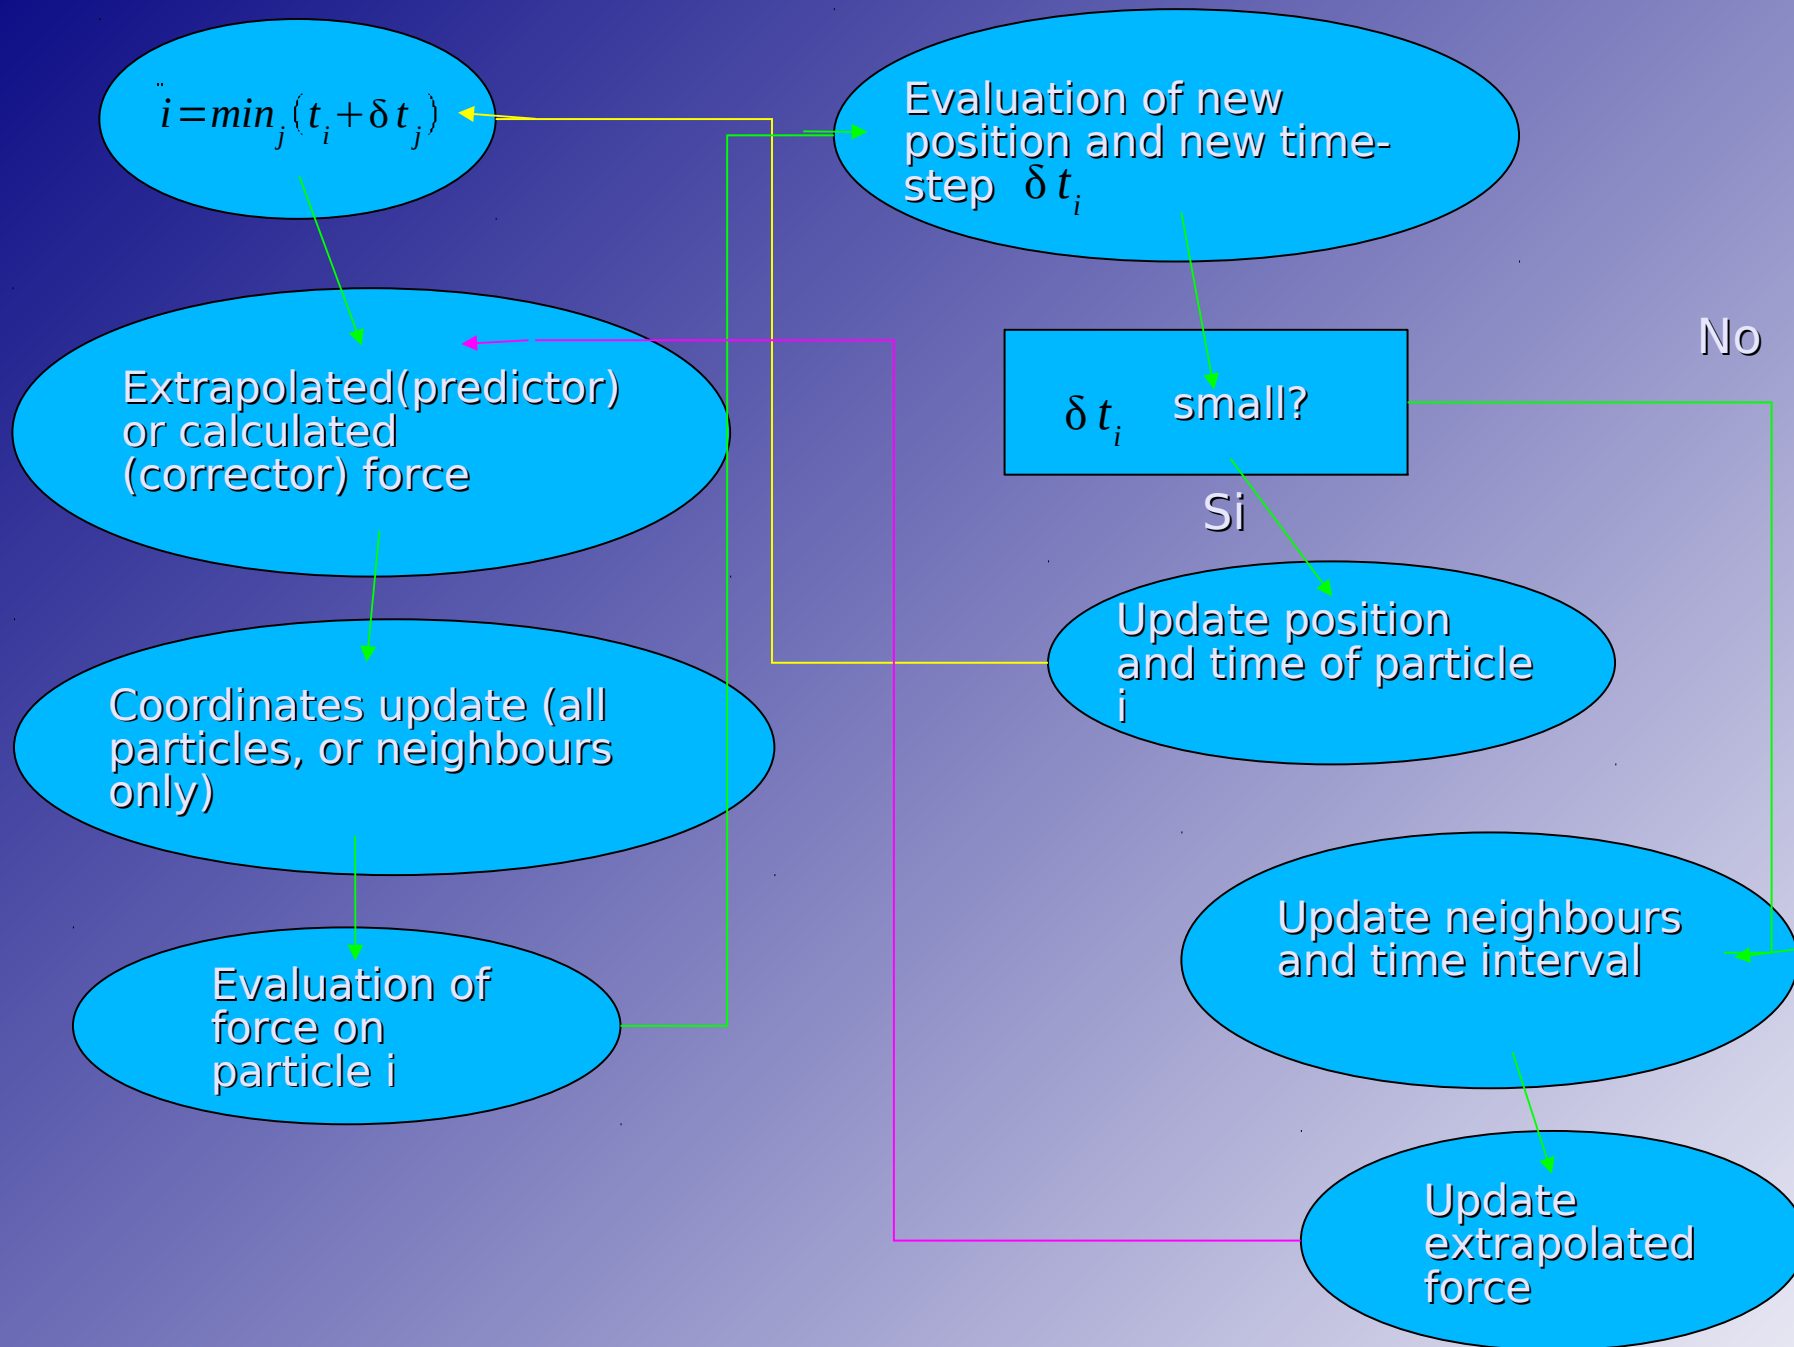 ï=min_j(t_i+δt_j)
Extrapolated(predictor)
or calculated
(corrector) force
Coordinates update (all
particles, or neighbours
only)
Evaluation of
force on
particle i
Evaluation of new
position and new time-
step δt_i
δt_i small?
No
Si
Update position
and time of particle
i
Update neighbours
and time interval
Update
extrapolated
force